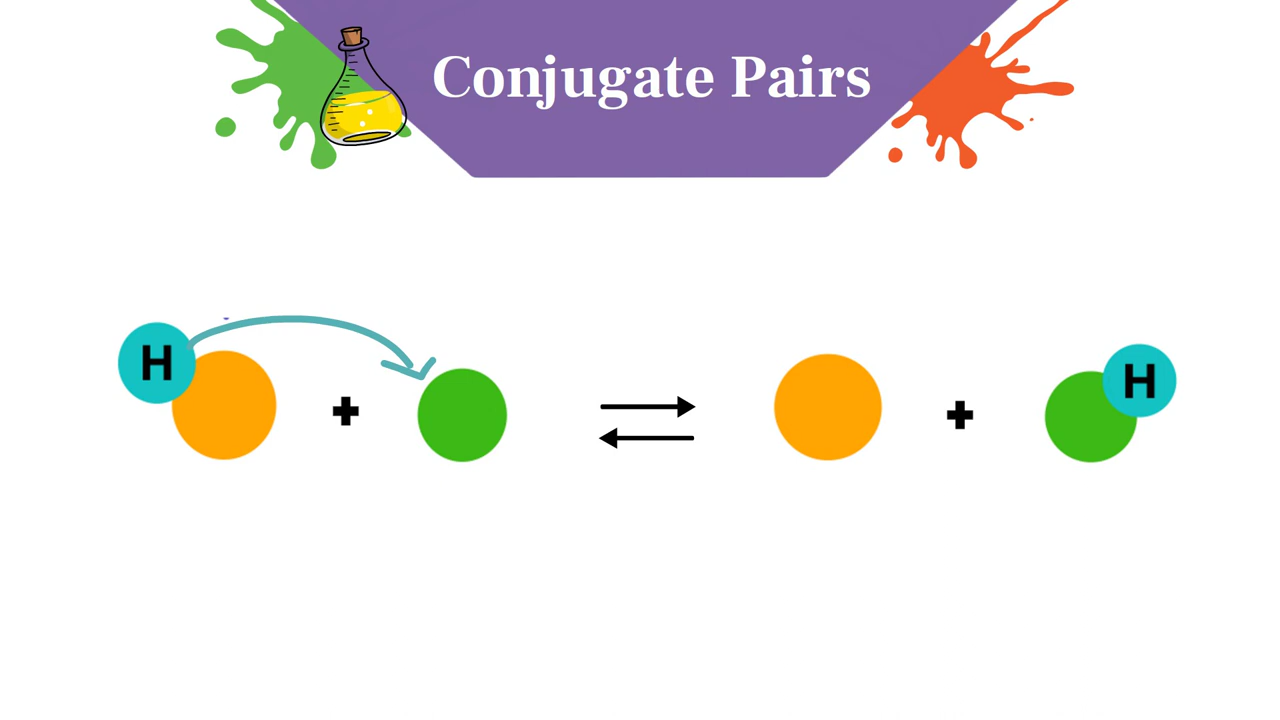 Conjugate Pairs
H + ⇌ + H